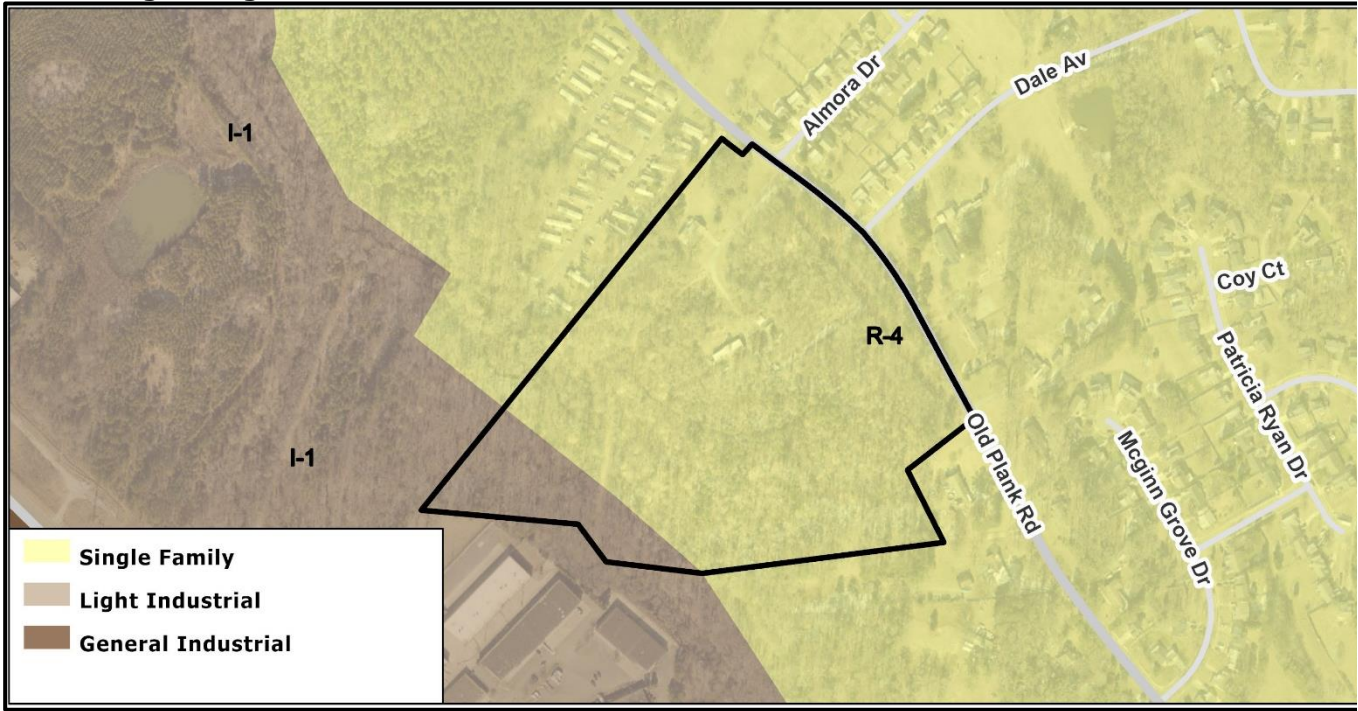 Almora Dr
Dale Av
I-1
Coy Ct
R-4
Patricia Ryan Dr
Old Plank Rd
Mcginn Grove Dr
I-1
Single Family
Light Industrial
General Industrial